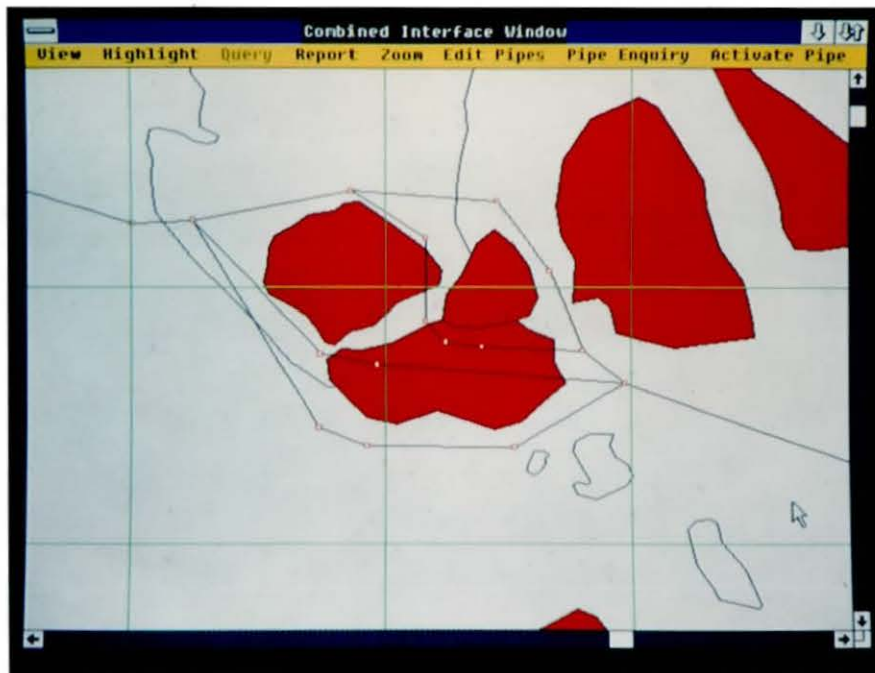 Combined Interface Window
View Highlight Query Report Zoom Edit Pipes Pipe Enquiry Activate Pipe